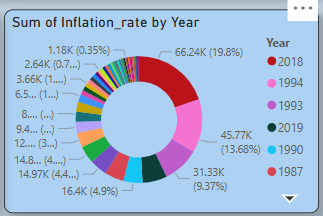 Sum of Inflation_rate by Year
1.18K (0.35%)
2.64K (0.7...)
3.66K (1....)
6.5... (1...)
8.... (...)
9.4... (...)
12.... (3...)
14.8... (4....)
14.97K (4.4...)
16.4K (4.9%)
66.24K (19.8%)
45.77K
(13.68%)
31.33K
(9.37%)
Year
2018
1994
1993
2019
1990
1987